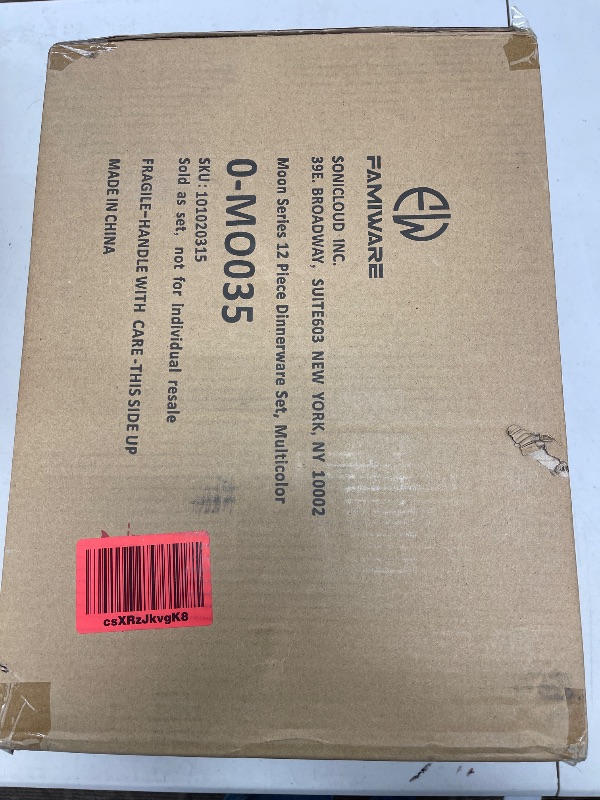 FAMIWARE
SONICLOUD INC.
39E. BROADWAY, SUITE603 NEW YORK, NY 10002
Moon Series 12 Piece Dinnerware Set, Multicolor
0-MO035
SKU:101020315
Sold as set, not for individual resale
FRAGILE-HANDLE WITH CARE-THIS SIDE UP
MADE IN CHINA
csXRzJkvgK8